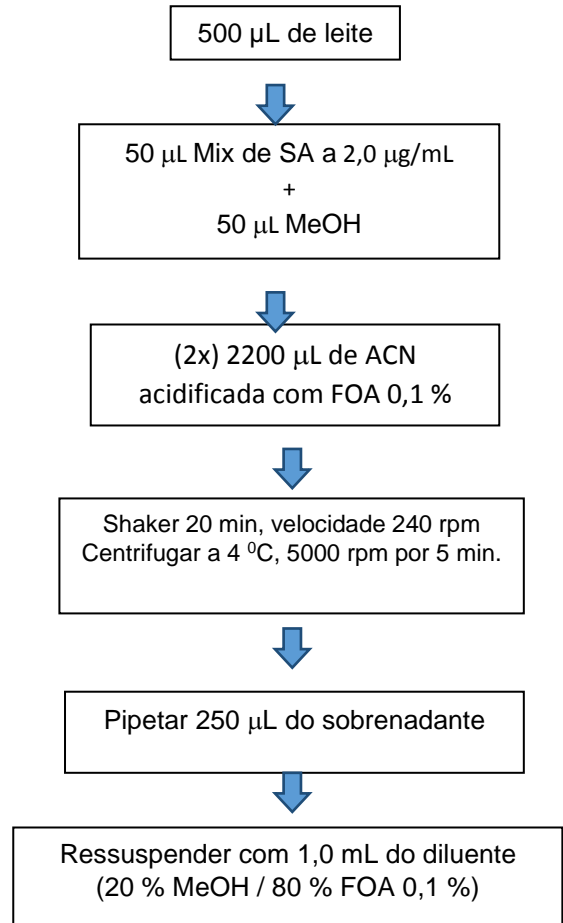 500 µL de leite
50 µL Mix de SA a 2,0 µg/mL
+
50 µL MeOH
(2x) 2200 µL de ACN
acidificada com FOA 0,1 %
Shaker 20 min, velocidade 240 rpm
Centrifugar a 4 ⁰C, 5000 rpm por 5 min.
Pipetar 250 µL do sobrenadante
Ressuspender com 1,0 mL do diluente
(20 % MeOH / 80 % FOA 0,1 %)